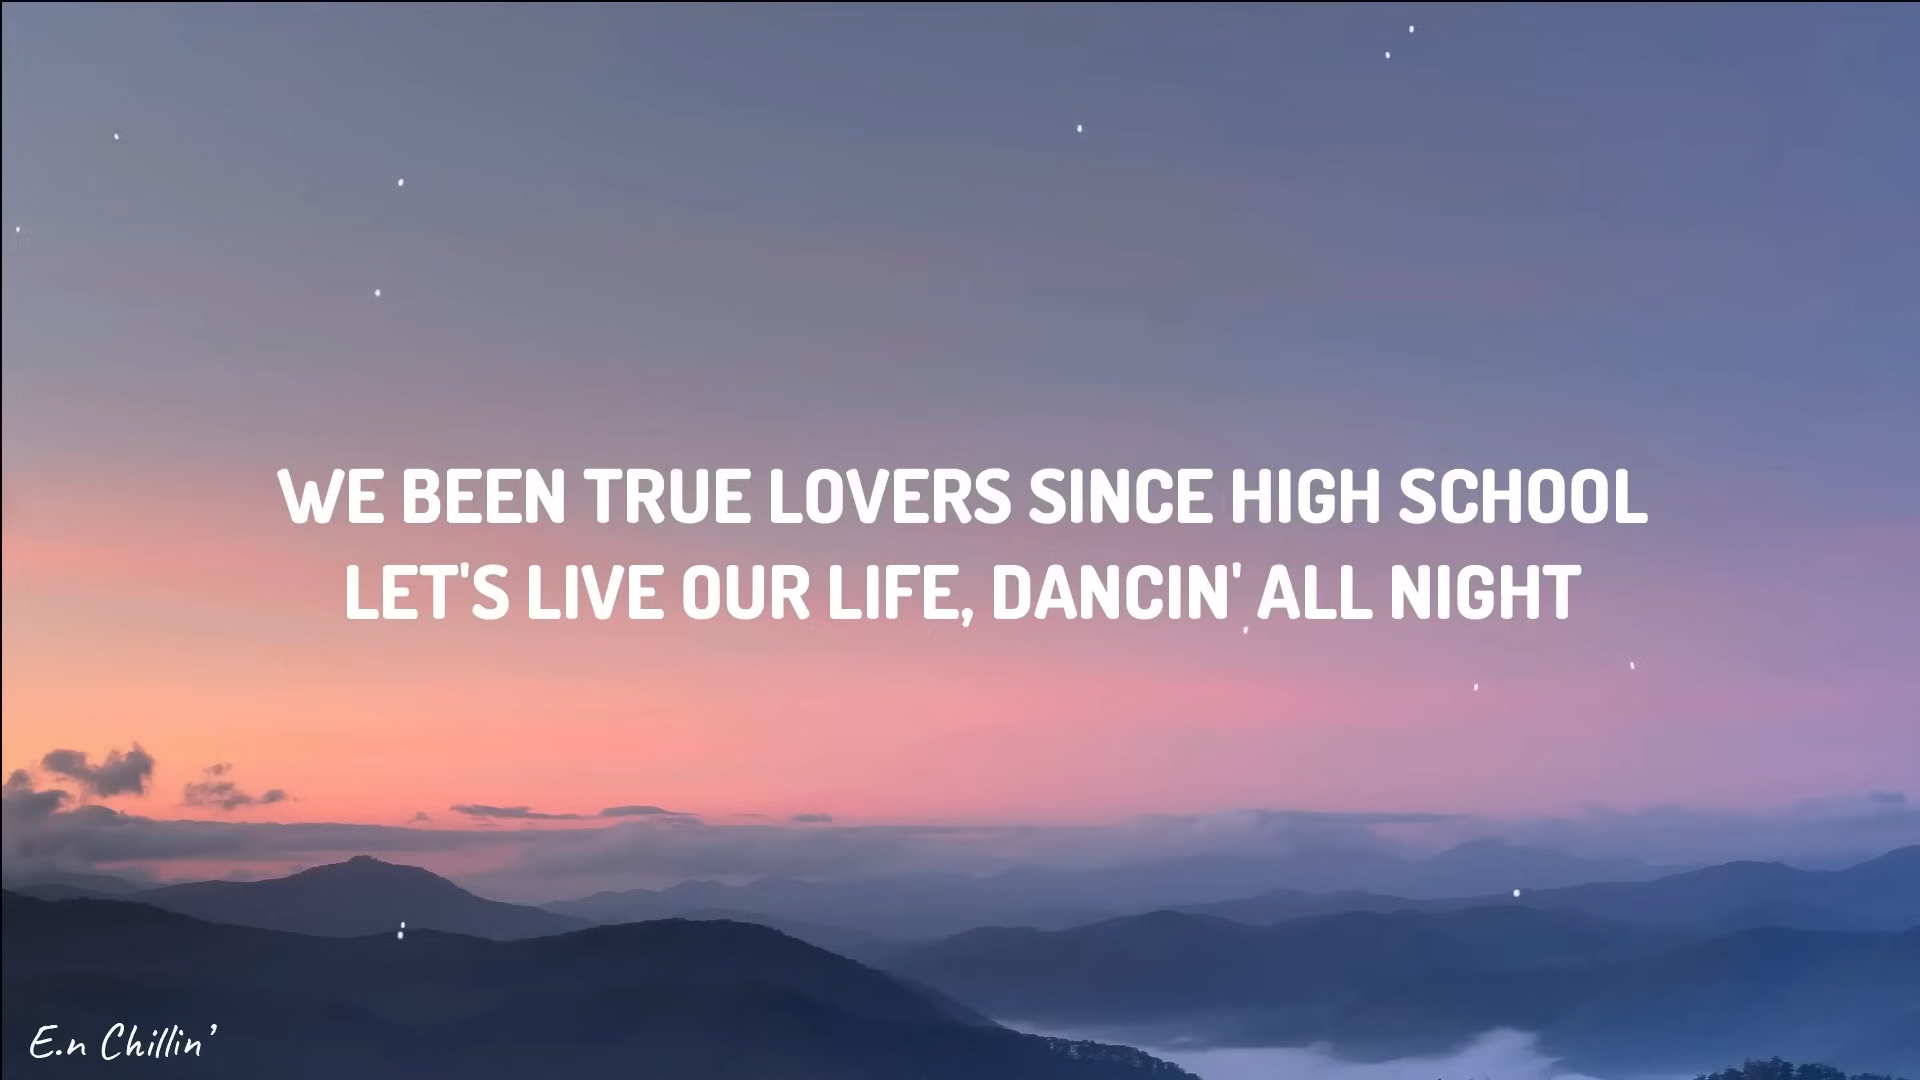 WE BEEN TRUE LOVERS SINCE HIGH SCHOOL
LET'S LIVE OUR LIFE, DANCIN' ALL NIGHT
E.n Chillin'